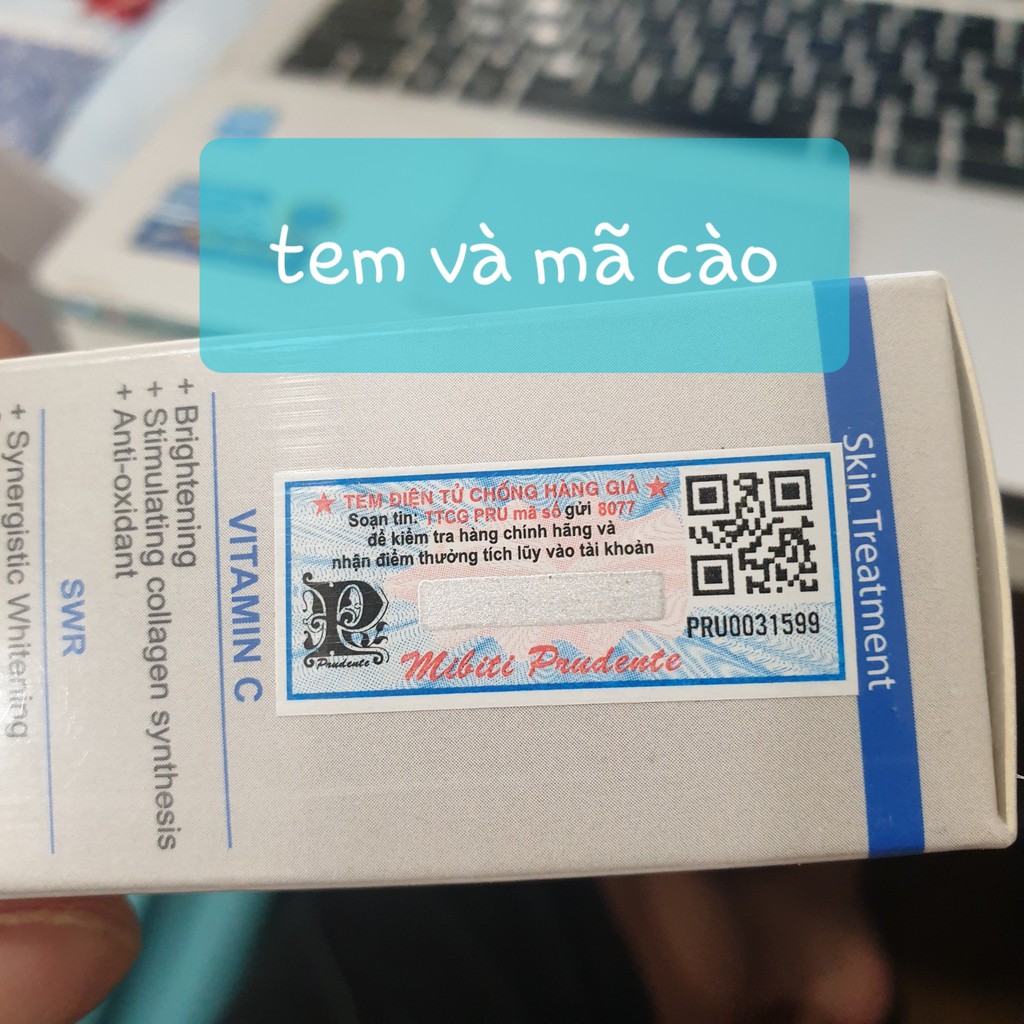 tem và mã cào
★ TEM ĐIỆN TỬ CHỐNG HÀNG GIẢ ★
Soạn tin: TTCG PRU mã số gửi 8077
để kiểm tra hàng chính hãng và
nhận điểm thưởng tích lũy vào tài khoản
Prudente
Mibiti Prudente
PRU0031599
Skin Treatment
VITAMIN C
+ Brightening
+ Stimulating collagen synthesis
+ Anti-oxidant
SWR
+ Synergistic Whitening